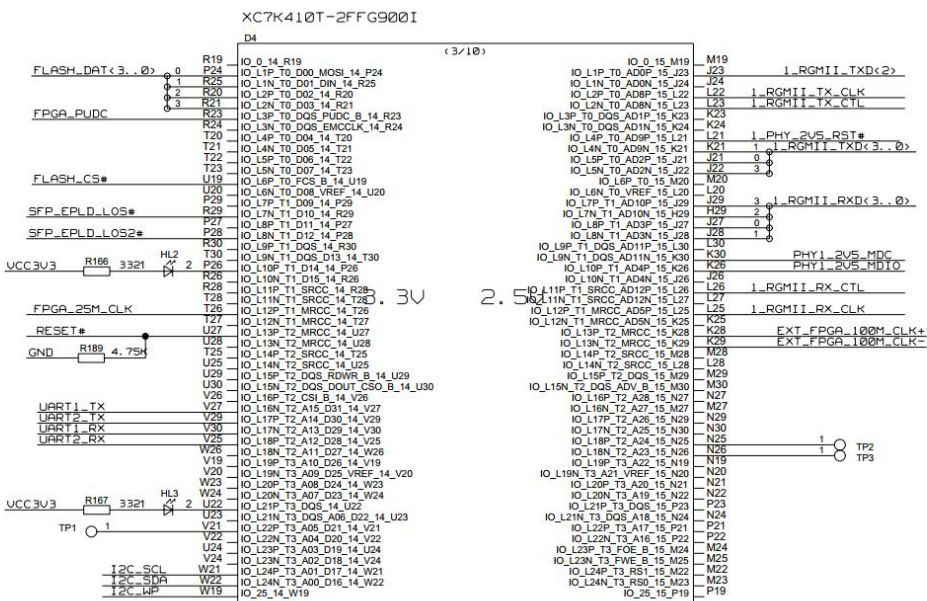 XC7K410T-2FFG900I
D4
(3/10)
R19 IO_0_14_R19 IO_0_15_M19 M19
FLASH_DAT<3..0> 0 P24 IO_L1P_T0_D00_MOSI_14_P24 IO_L1P_T0_AD0P_15_J23 J23 1_RGMII_TXD<2>
1 R25 IO_L1N_T0_D01_DIN_14_R25 IO_L1N_T0_AD0N_15_J24 J24
2 R20 IO_L2P_T0_D02_14_R20 IO_L2P_T0_AD8P_15_L22 L22 1_RGMII_TX_CLK
3 R21 IO_L2N_T0_D03_14_R21 IO_L2N_T0_AD8N_15_L23 L23 1_RGMII_TX_CTL
FPGA_PUDC R23 IO_L3P_T0_DQS_PUDC_B_14_R23 IO_L3P_T0_DQS_AD1P_15_K23 K23
R24 IO_L3N_T0_DQS_EMCCLK_14_R24 IO_L3N_T0_DQS_AD1N_15_K24 K24
T20 IO_L4P_T0_D04_14_T20 IO_L4P_T0_AD9P_15_L21 L21 1_PHY_2V5_RST#
T21 IO_L4N_T0_D05_14_T21 IO_L4N_T0_AD9N_15_K21 K21 1 1_RGMII_TXD<3..0>
T22 IO_L5P_T0_D06_14_T22 IO_L5P_T0_AD2P_15_J21 J21 0
T23 IO_L5N_T0_D07_14_T23 IO_L5N_T0_AD2N_15_J22 J22 3
FLASH_CS# U19 IO_L6P_T0_FCS_B_14_U19 IO_L6P_T0_15_M20 M20
U20 IO_L6N_T0_D08_VREF_14_U20 IO_L6N_T0_VREF_15_L20 L20
P29 IO_L7P_T1_D09_14_P29 IO_L7P_T1_AD10P_15_J29 J29 3 1_RGMII_RXD<3..0>
SFP_EPLD_LOS# R29 IO_L7N_T1_D10_14_R29 IO_L7N_T1_AD10N_15_H29 H29 2
P27 IO_L8P_T1_D11_14_P27 IO_L8P_T1_AD3P_15_J27 J27 0
SFP_EPLD_LOS2# P28 IO_L8N_T1_D12_14_P28 IO_L8N_T1_AD3N_15_J28 J28 1
R30 IO_L9P_T1_DQS_14_R30 IO_L9P_T1_DQS_AD11P_15_L30 L30
T30 IO_L9N_T1_DQS_D13_14_T30 IO_L9N_T1_DQS_AD11N_15_K30 K30 PHY1_2V5_MDC
VCC3V3 R166 3321 HL2 2 P26 IO_L10P_T1_D14_14_P26 IO_L10P_T1_AD4P_15_K26 K26 PHY1_2V5_MDIO
R26 IO_L10N_T1_D15_14_R26 IO_L10N_T1_AD4N_15_J26 J26
R28 IO_L11P_T1_SRCC_14_R28 IO_L11P_T1_SRCC_AD12P_15_L26 L26 1_RGMII_RX_CTL
T28 IO_L11N_T1_SRCC_14_T28 3.3V 2.5V IO_L11N_T1_SRCC_AD12N_15_L27 L27
FPGA_25M_CLK T26 IO_L12P_T1_MRCC_14_T26 IO_L12P_T1_MRCC_AD5P_15_L25 L25 1_RGMII_RX_CLK
T27 IO_L12N_T1_MRCC_14_T27 IO_L12N_T1_MRCC_AD5N_15_K25 K25
RESET# U27 IO_L13P_T2_MRCC_14_U27 IO_L13P_T2_MRCC_15_K28 K28 EXT_FPGA_100M_CLK+
U28 IO_L13N_T2_MRCC_14_U28 IO_L13N_T2_MRCC_15_K29 K29 EXT_FPGA_100M_CLK-
GND R189 4.75K T25 IO_L14P_T2_SRCC_14_T25 IO_L14P_T2_SRCC_15_M28 M28
U25 IO_L14N_T2_SRCC_14_U25 IO_L14N_T2_SRCC_15_L28 L28
U29 IO_L15P_T2_DQS_RDWR_B_14_U29 IO_L15P_T2_DQS_15_M29 M29
U30 IO_L15N_T2_DQS_DOUT_CSO_B_14_U30 IO_L15N_T2_DQS_ADV_B_15_M30 M30
V26 IO_L16P_T2_CSI_B_14_V26 IO_L16P_T2_A28_15_N27 N27
UART1_TX V27 IO_L16N_T2_A15_D31_14_V27 IO_L16N_T2_A27_15_M27 M27
UART2_TX V29 IO_L17P_T2_A14_D30_14_V29 IO_L17P_T2_A26_15_N29 N29
UART1_RX V30 IO_L17N_T2_A13_D29_14_V30 IO_L17N_T2_A25_15_N30 N30
UART2_RX V25 IO_L18P_T2_A12_D28_14_V25 IO_L18P_T2_A24_15_N25 N25 1 TP2
W26 IO_L18N_T2_A11_D27_14_W26 IO_L18N_T2_A23_15_N26 N26 1 TP3
V19 IO_L19P_T3_A10_D26_14_V19 IO_L19P_T3_A22_15_N19 N19
V20 IO_L19N_T3_A09_D25_VREF_14_V20 IO_L19N_T3_A21_VREF_15_N20 N20
W23 IO_L20P_T3_A08_D24_14_W23 IO_L20P_T3_A20_15_N21 N21
W24 IO_L20N_T3_A07_D23_14_W24 IO_L20N_T3_A19_15_N22 N22
VCC3V3 R167 3321 HL3 2 U22 IO_L21P_T3_DQS_14_U22 IO_L21P_T3_DQS_15_P23 P23
U23 IO_L21N_T3_DQS_A06_D22_14_U23 IO_L21N_T3_DQS_A18_15_N24 N24
TP1 1 V21 IO_L22P_T3_A05_D21_14_V21 IO_L22P_T3_A17_15_P21 P21
V22 IO_L22N_T3_A04_D20_14_V22 IO_L22N_T3_A16_15_P22 P22
U24 IO_L23P_T3_A03_D19_14_U24 IO_L23P_T3_FOE_B_15_M24 M24
V24 IO_L23N_T3_A02_D18_14_V24 IO_L23N_T3_FWE_B_15_M25 M25
I2C_SCL W21 IO_L24P_T3_A01_D17_14_W21 IO_L24P_T3_RS1_15_M22 M22
I2C_SDA W22 IO_L24N_T3_A00_D16_14_W22 IO_L24N_T3_RS0_15_M23 M23
I2C_WP W19 IO_25_14_W19 IO_25_15_P19 P19